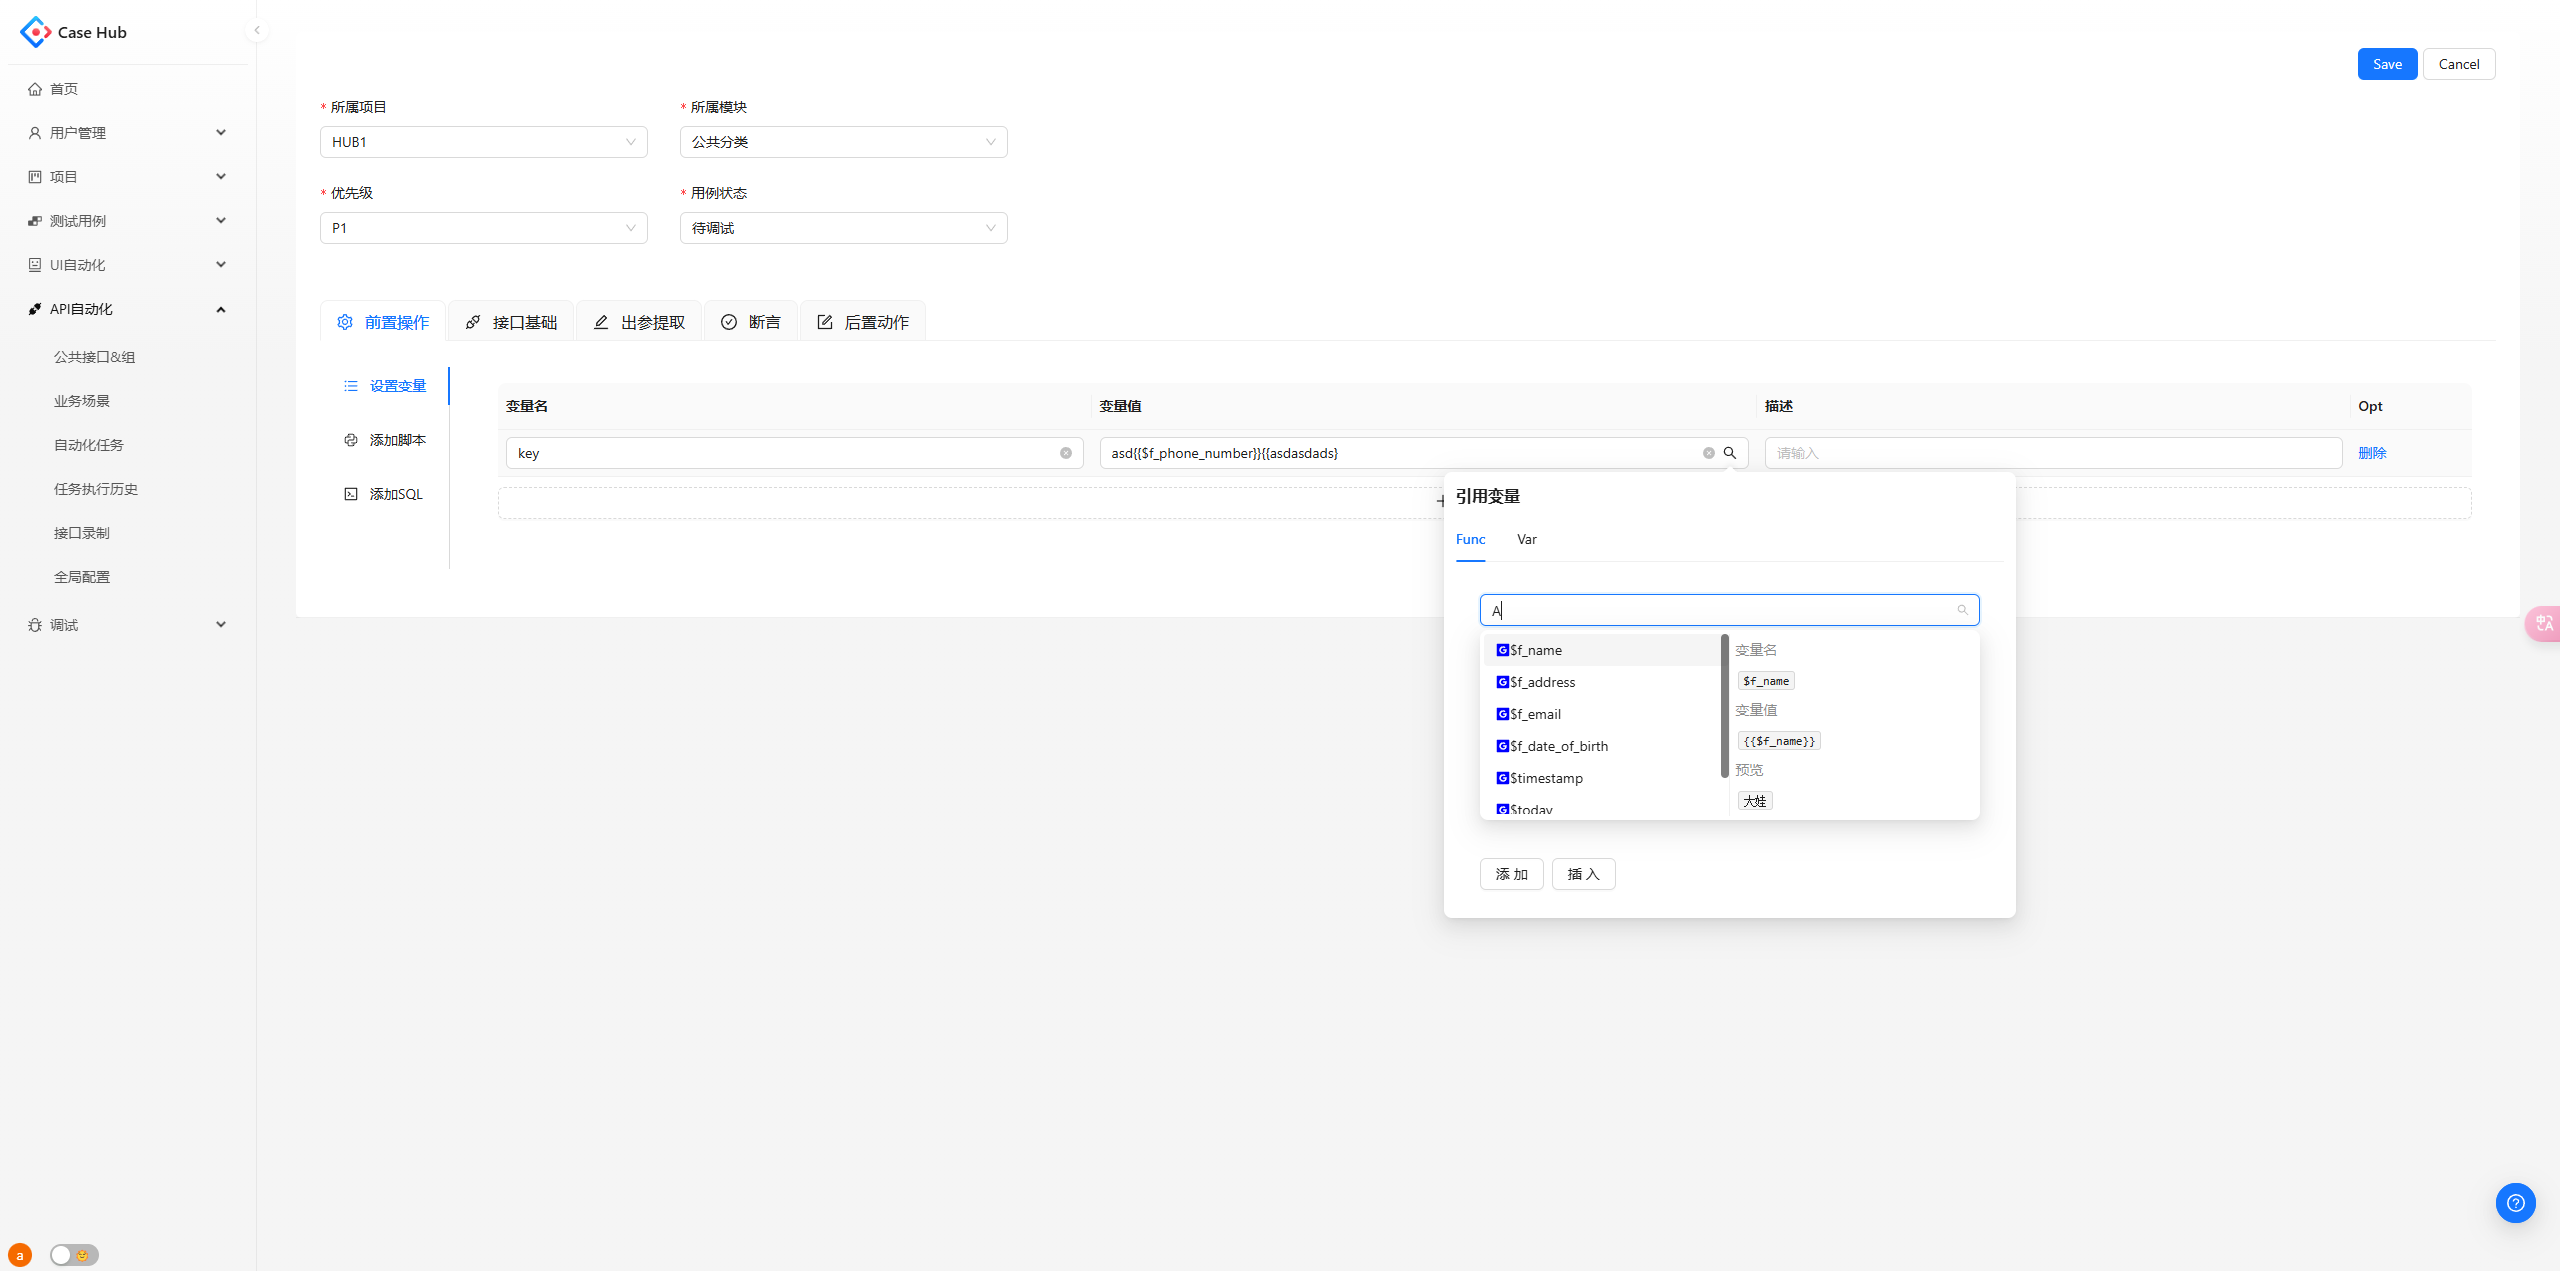 Case Hub
首页
用户管理
项目
测试用例
UI自动化
API自动化
公共接口&组
业务场景
自动化任务
任务执行历史
接口录制
全局配置
调试
a
Save Cancel
* 所属项目 * 所属模块
HUB1 公共分类
* 优先级 * 用例状态
P1 待调试
前置操作 接口基础 出参提取 断言 后置动作
设置变量
添加脚本
添加SQL
变量名 变量值 描述 Opt
key asd{{$f_phone_number}}{{asdasdads} 请输入 删除
引用变量
Func Var
A
$f_name
$f_address
$f_email
$f_date_of_birth
$timestamp
$today
变量名
$f_name
变量值
{{$f_name}}
预览
大娃
添 加 插 入